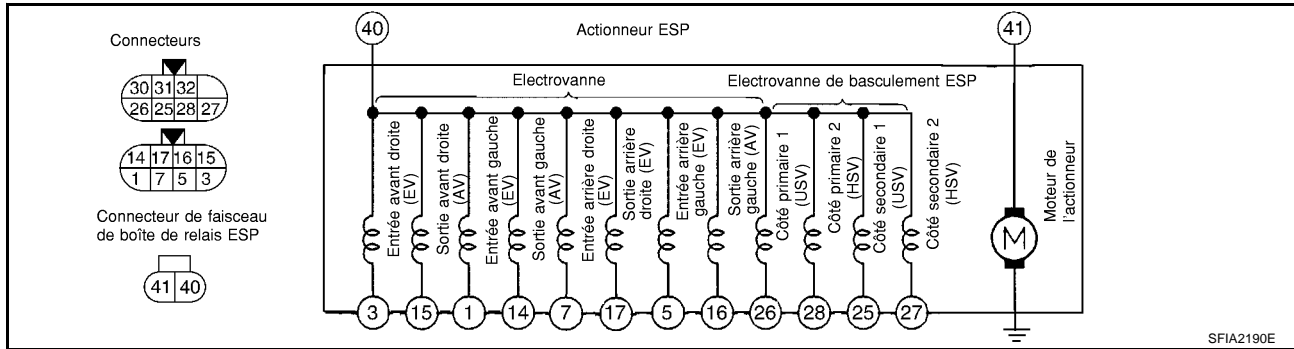 Connecteurs
30 31 32
26 25 28 27
14 17 16 15
1 7 5 3
Connecteur de faisceau
de boîte de relais ESP
41 40
40
Actionneur ESP
41
Electrovanne
Electrovanne de basculement ESP
Entrée avant droite
(EV)
Sortie avant droite
(AV)
Entrée avant gauche
(EV)
Sortie avant gauche
(AV)
Entrée arrière droite
(EV)
Sortie arrière
droite (EV)
Entrée arrière
gauche (EV)
Sortie arrière
gauche (AV)
Côté primaire 1
(USV)
Côté primaire 2
(HSV)
Côté secondaire 1
(USV)
Côté secondaire 2
(HSV)
M
Moteur de
l'actionneur
3 15 1 14 7 17 5 16 26 28 25 27
SFIA2190E